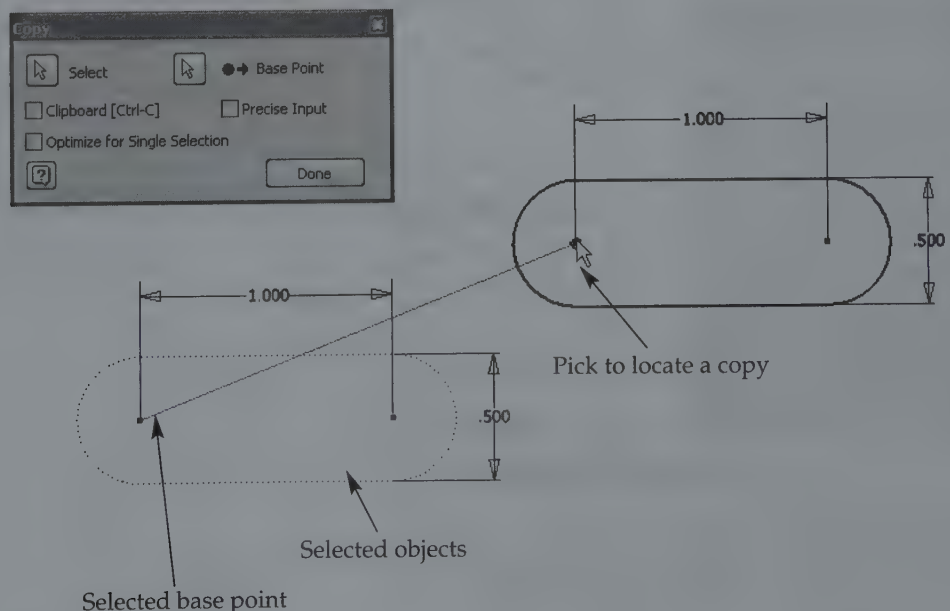 Copy
Select
Base Point
Clipboard [Ctrl-C]
Precise Input
Optimize for Single Selection
Done
1.000
.500
Pick to locate a copy
1.000
.500
Selected objects
Selected base point